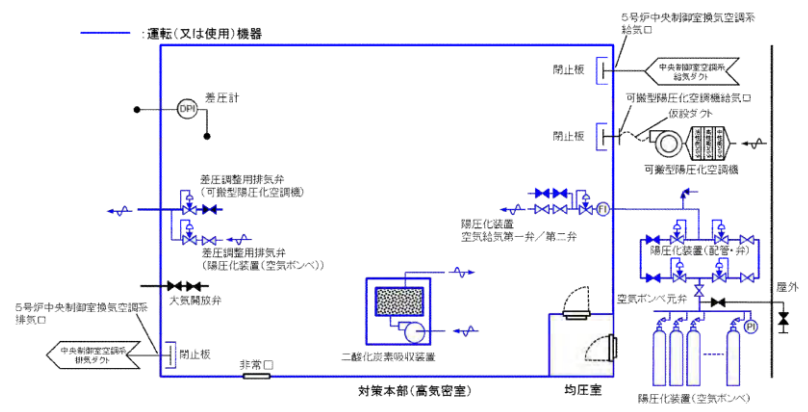 :運転(又は使用)機器
5号炉中央制御室換気空調系
給気口
閉止板
中央制御室空調系
給気ダクト
差圧計
DPI
可搬型陽圧化空調機給気口
仮設ダクト
閉止板
可搬型陽圧化空調機
差圧調整用排気弁
(可搬型陽圧化空調機)
FI
陽圧化装置
空気給気第一弁/第二弁
差圧調整用排気弁
(陽圧化装置(空気ボンベ))
陽圧化装置(配管・弁)
大気開放弁
屋外
空気ボンベ元弁
5号炉中央制御室換気空調系
排気口
PI
中央制御室空調系
排気ダクト
閉止板
二酸化炭素吸収装置
非常口
対策本部(高気密室)
均圧室
陽圧化装置(空気ボンベ)